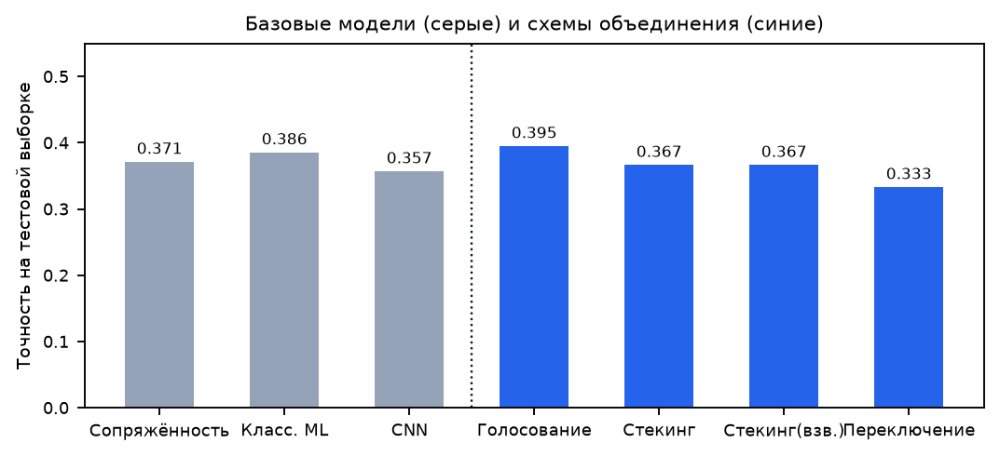 Базовые модели (серые) и схемы объединения (синие)
Точность на тестовой выборке
0.5
0.4
0.3
0.2
0.1
0.0
0.371
0.386
0.357
0.395
0.367
0.367
0.333
Сопряжённость
Класс. ML
CNN
Голосование
Стекинг
Стекинг(взв.)
Переключение